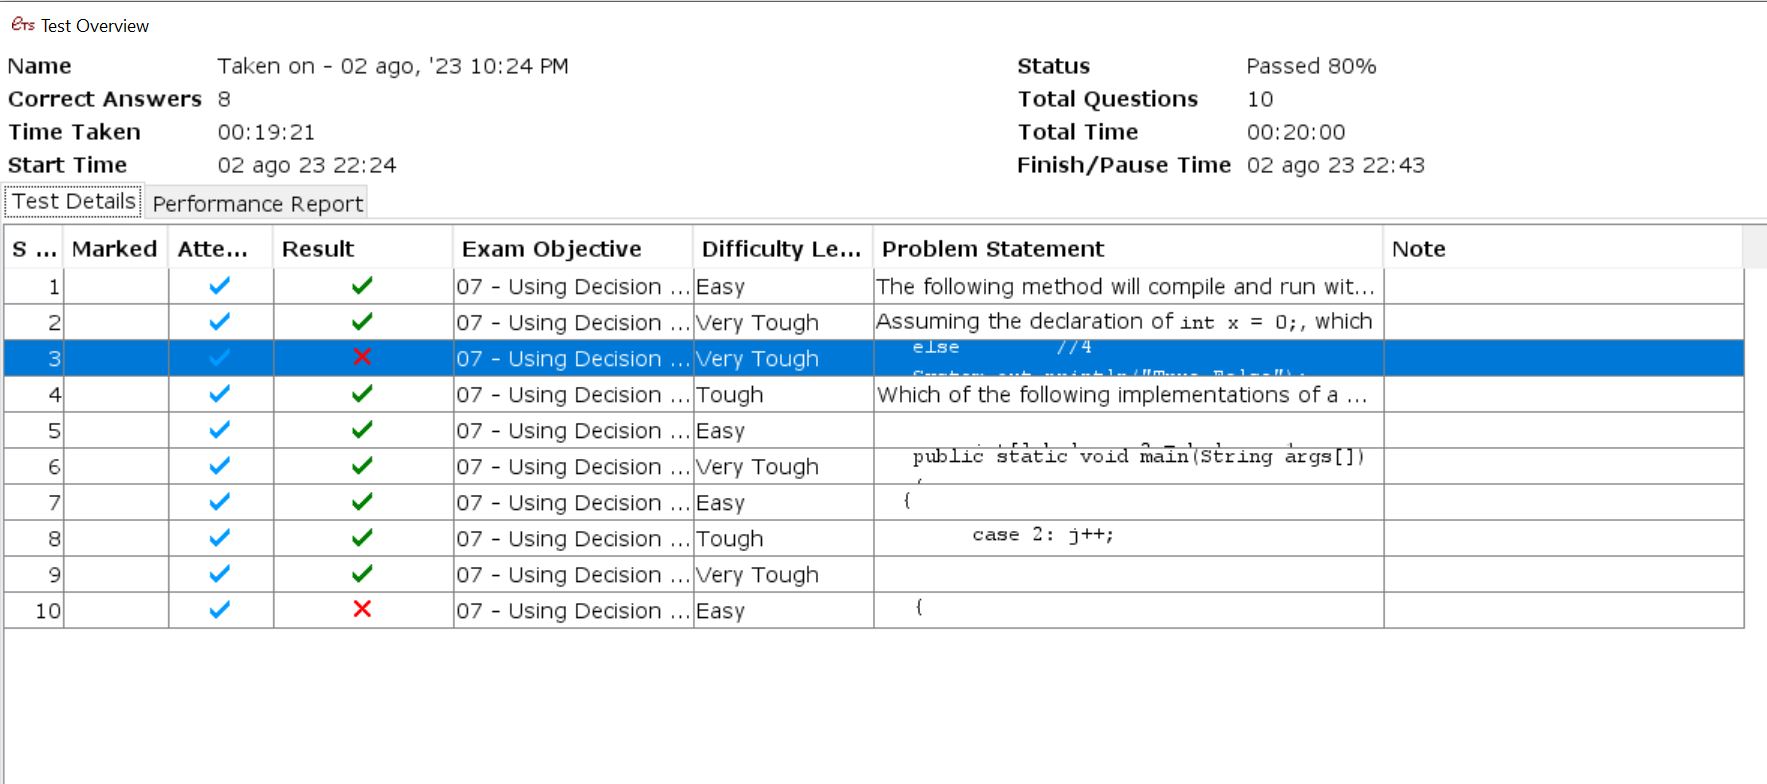 ETS Test Overview
Name Taken on - 02 ago, '23 10:24 PM Status Passed 80%
Correct Answers 8 Total Questions 10
Time Taken 00:19:21 Total Time 00:20:00
Start Time 02 ago 23 22:24 Finish/Pause Time 02 ago 23 22:43
Test Details Performance Report
S ... Marked Atte... Result Exam Objective Difficulty Le... Problem Statement Note
1 07 - Using Decision ... Easy The following method will compile and run wit...
2 07 - Using Decision ... Very Tough Assuming the declaration of int x = 0;, which
3 07 - Using Decision ... Very Tough else //4
System.out.println("True False");
4 07 - Using Decision ... Tough Which of the following implementations of a ...
5 07 - Using Decision ... Easy
6 07 - Using Decision ... Very Tough public static void main(String args[])
7 07 - Using Decision ... Easy {
8 07 - Using Decision ... Tough case 2: j++;
9 07 - Using Decision ... Very Tough
10 07 - Using Decision ... Easy {